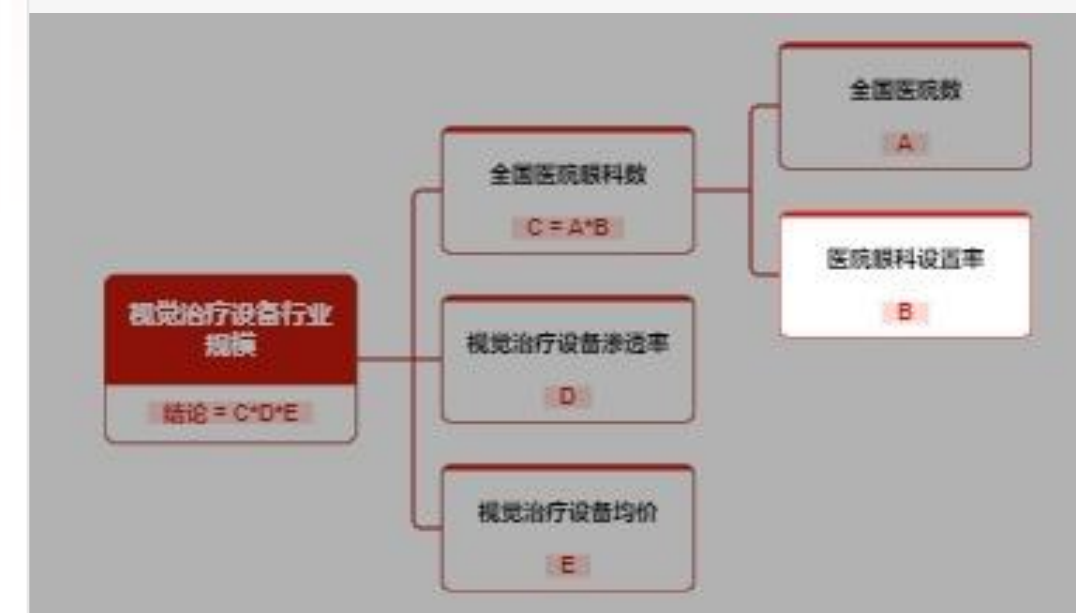 全国医院数
A
全国医院眼科数
C = A*B
医院眼科设置率
B
视觉治疗设备行业
规模
结论 = C*D*E
视觉治疗设备渗透率
D
视觉治疗设备均价
E